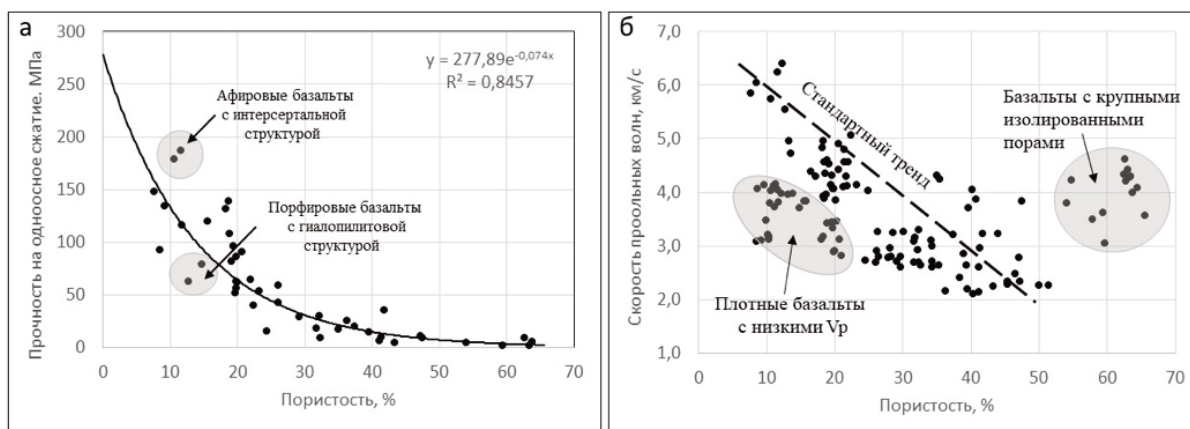 а
Прочность на одноосное сжатие. МПа
300
250
200
150
100
50
0
y = 277,89e^-0,074x
R² = 0,8457
Афировые базальты
с интерсертальной
структурой
Порфировые базальты
с гиалопилитовой
структурой
0 10 20 30 40 50 60 70
Пористость, %
б
Скорость проольных волн, км/с
7,0
6,0
5,0
4,0
3,0
2,0
1,0
Стандартный тренд
Базальты с крупными
изолированными
порами
Плотные базальты
с низкими Vp
0 10 20 30 40 50 60 70
Пористость, %